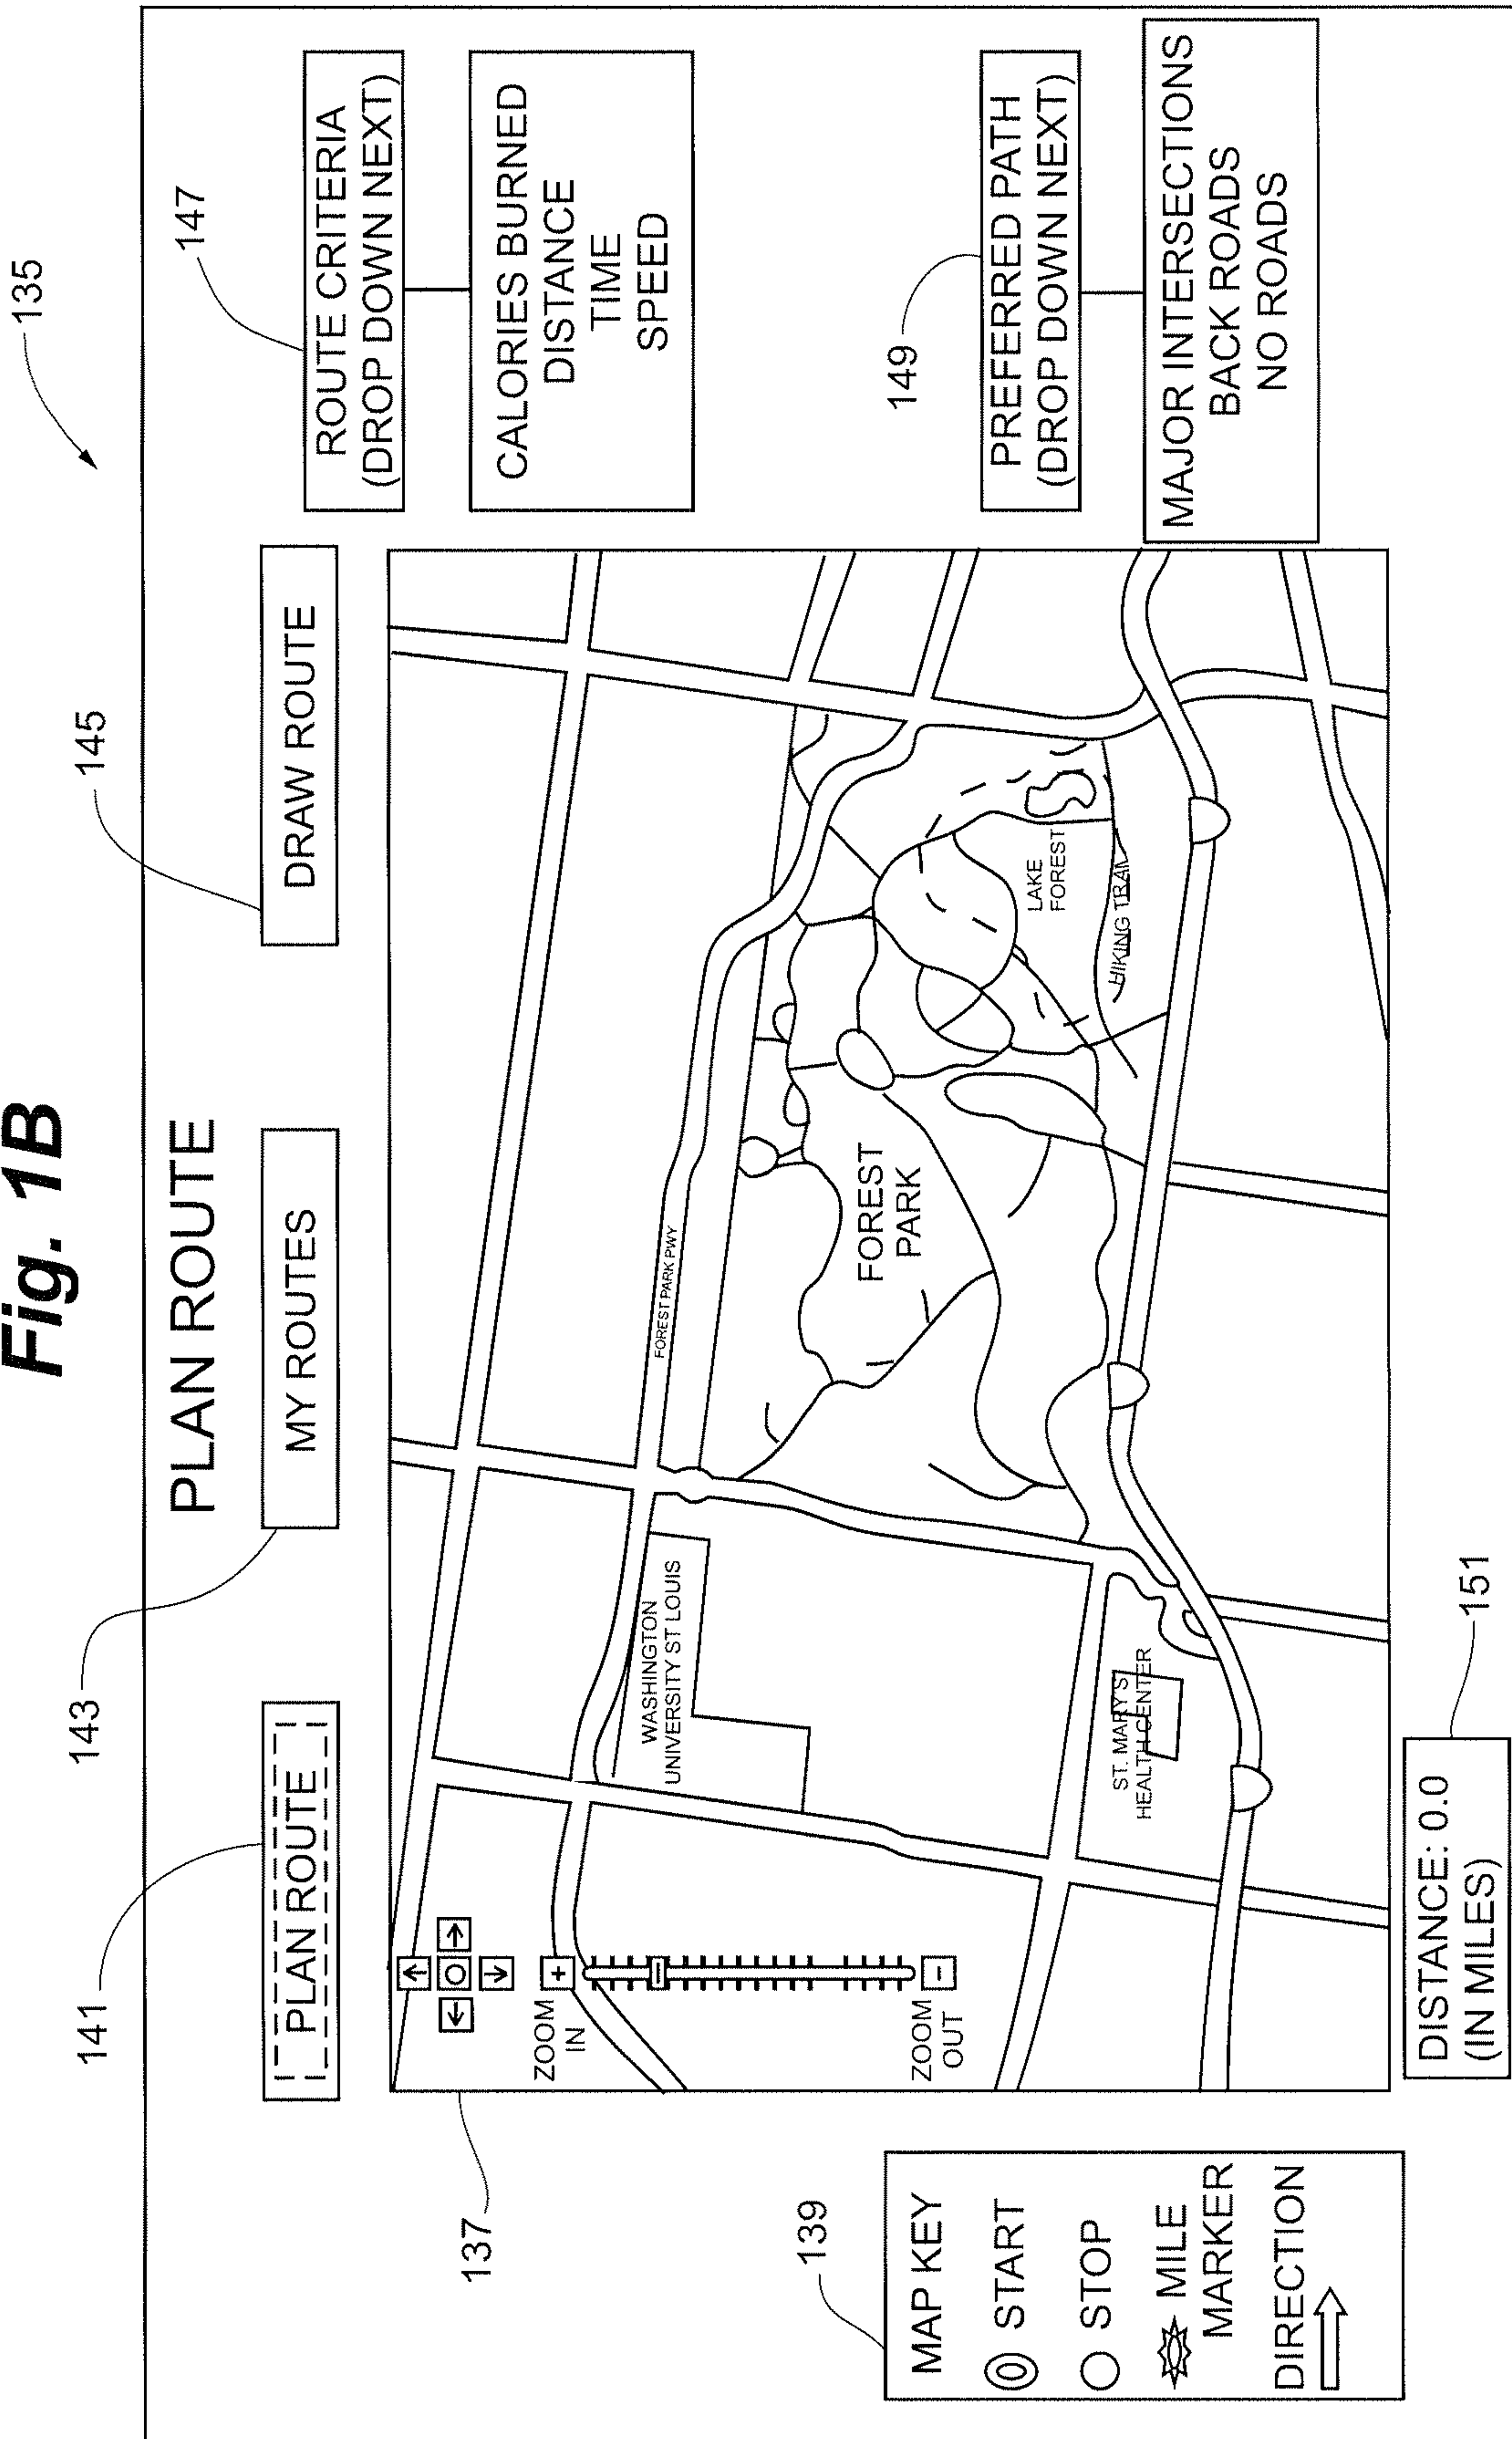 Fig. 1B
135
PLAN ROUTE
141
143
145
147
PLAN ROUTE
MY ROUTES
DRAW ROUTE
ROUTE CRITERIA
(DROP DOWN NEXT)
CALORIES BURNED
DISTANCE
TIME
SPEED
137
ZOOM
IN
+
ZOOM
OUT
-
FOREST PARK PWY
WASHINGTON
UNIVERSITY ST LOUIS
FOREST
PARK
LAKE
FOREST
HIKING TRAIL
ST. MARY'S
HEALTH CENTER
149
PREFERRED PATH
(DROP DOWN NEXT)
MAJOR INTERSECTIONS
BACK ROADS
NO ROADS
139
MAP KEY
START
STOP
MILE
MARKER
DIRECTION
DISTANCE: 0.0
(IN MILES)
151